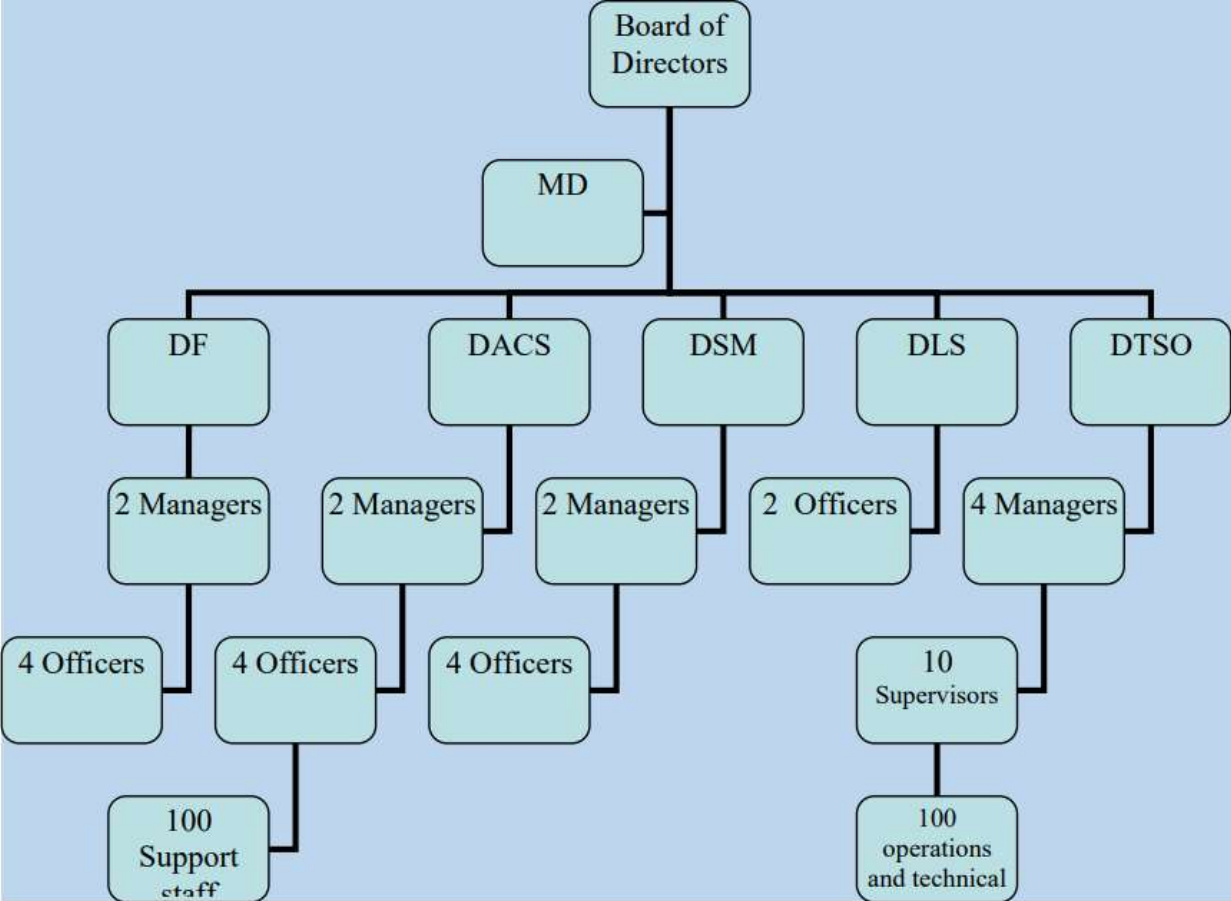 Board of
Directors
MD
DF
DACS
DSM
DLS
DTSO
2 Managers
2 Managers
2 Managers
2 Officers
4 Managers
4 Officers
4 Officers
4 Officers
10
Supervisors
100
Support
staff
100
operations
and technical